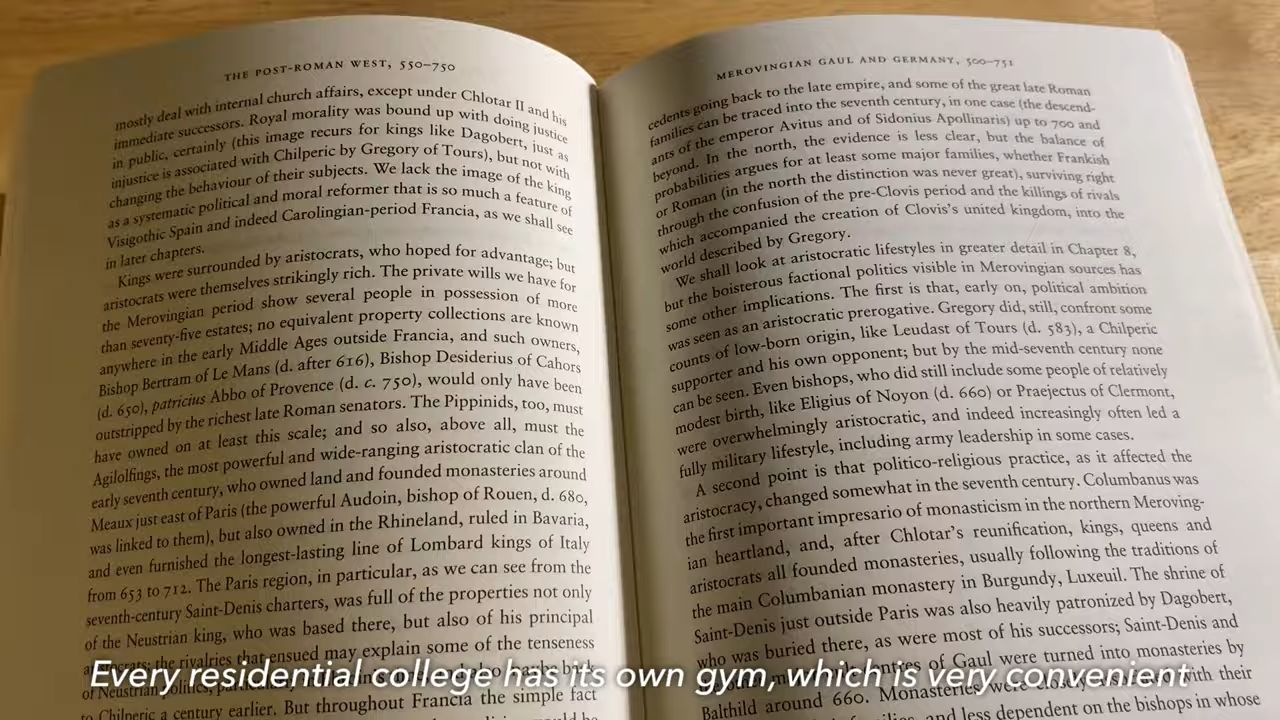 THE POST-ROMAN WEST, 550–750
mostly deal with internal church affairs, except under Chlotar II and his
immediate successors. Royal morality was bound up with doing justice
in public, certainly (this image recurs for kings like Dagobert, just as
injustice is associated with Chilperic by Gregory of Tours), but not with
changing the behaviour of their subjects. We lack the image of the king
as a systematic political and moral reformer that is so much a feature of
Visigothic Spain and indeed Carolingian-period Francia, as we shall see
in later chapters.
Kings were surrounded by aristocrats, who hoped for advantage; but
aristocrats were themselves strikingly rich. The private wills we have for
the Merovingian period show several people in possession of more
than seventy-five estates; no equivalent property collections are known
anywhere in the early Middle Ages outside Francia, and such owners,
Bishop Bertram of Le Mans (d. after 616), Bishop Desiderius of Cahors
(d. 650), patricius Abbo of Provence (d. c. 750), would only have been
outstripped by the richest late Roman senators. The Pippinids, too, must
have owned on at least this scale; and so also, above all, must the
Agilolfings, the most powerful and wide-ranging aristocratic clan of the
early seventh century, who owned land and founded monasteries around
Meaux just east of Paris (the powerful Audoin, bishop of Rouen, d. 680,
was linked to them), but also owned in the Rhineland, ruled in Bavaria,
and even furnished the longest-lasting line of Lombard kings of Italy
from 653 to 712. The Paris region, in particular, as we can see from the
seventh-century Saint-Denis charters, was full of the properties not only
of the Neustrian king, who was based there, but also of his principal
aristocrats; the rivalries that ensued may explain some of the tenseness
of Neustrian politics,
to Chilperic a century earlier. But throughout Francia the simple fact
MEROVINGIAN GAUL AND GERMANY, 500–751
cedents going back to the late empire, and some of the great late Roman
families can be traced into the seventh century, in one case (the descend-
ants of the emperor Avitus and of Sidonius Apollinaris) up to 700 and
beyond. In the north, the evidence is less clear, but the balance of
probabilities argues for at least some major families, whether Frankish
or Roman (in the north the distinction was never great), surviving right
through the confusion of the pre-Clovis period and the killings of rivals
which accompanied the creation of Clovis's united kingdom, into the
world described by Gregory.
We shall look at aristocratic lifestyles in greater detail in Chapter 8,
but the boisterous factional politics visible in Merovingian sources has
some other implications. The first is that, early on, political ambition
was seen as an aristocratic prerogative. Gregory did, still, confront some
counts of low-born origin, like Leudast of Tours (d. 583), a Chilperic
supporter and his own opponent; but by the mid-seventh century none
can be seen. Even bishops, who did still include some people of relatively
modest birth, like Eligius of Noyon (d. 660) or Praejectus of Clermont,
were overwhelmingly aristocratic, and indeed increasingly often led a
fully military lifestyle, including army leadership in some cases.
A second point is that politico-religious practice, as it affected the
aristocracy, changed somewhat in the seventh century. Columbanus was
the first important impresario of monasticism in the northern Meroving-
ian heartland, and, after Chlotar's reunification, kings, queens and
aristocrats all founded monasteries, usually following the traditions of
the main Columbanian monastery in Burgundy, Luxeuil. The shrine of
Saint-Denis just outside Paris was also heavily patronized by Dagobert,
who was buried there, as were most of his successors; Saint-Denis and
of Gaul were turned into monasteries by
Balthild around 660. Monasteries were closely with their
and less dependent on the bishops in whose
Every residential college has its own gym, which is very convenient